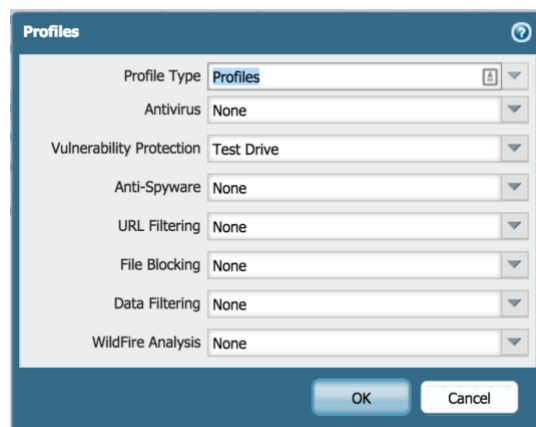 Profiles
Profile Type Profiles
Antivirus None
Vulnerability Protection Test Drive
Anti-Spyware None
URL Filtering None
File Blocking None
Data Filtering None
WildFire Analysis None
OK Cancel